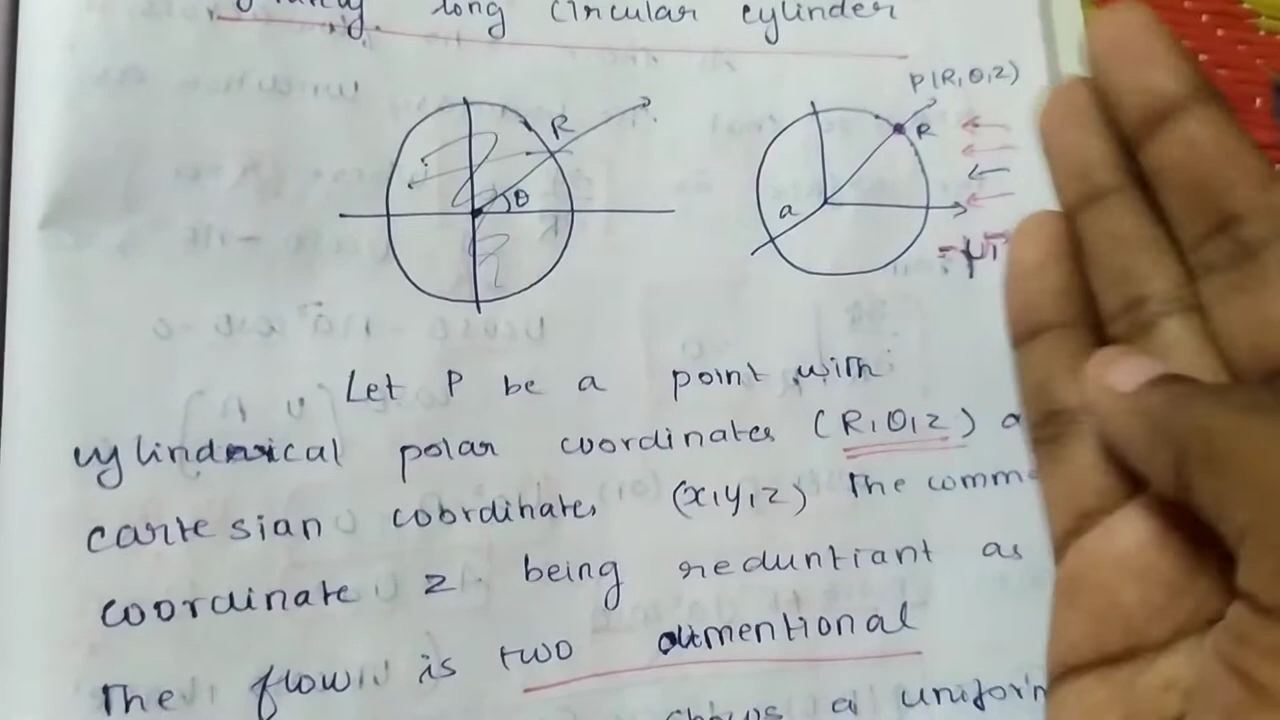 long circular cylinder
P(R,θ,z)
R
R
θ
a
Let P be a point with
cylindrical polar coordinates (R,θ,z)
cartesian coordinates (x,y,z) The comm
coordinate z being reduntiant as
The flow is two dimentional
a uniform